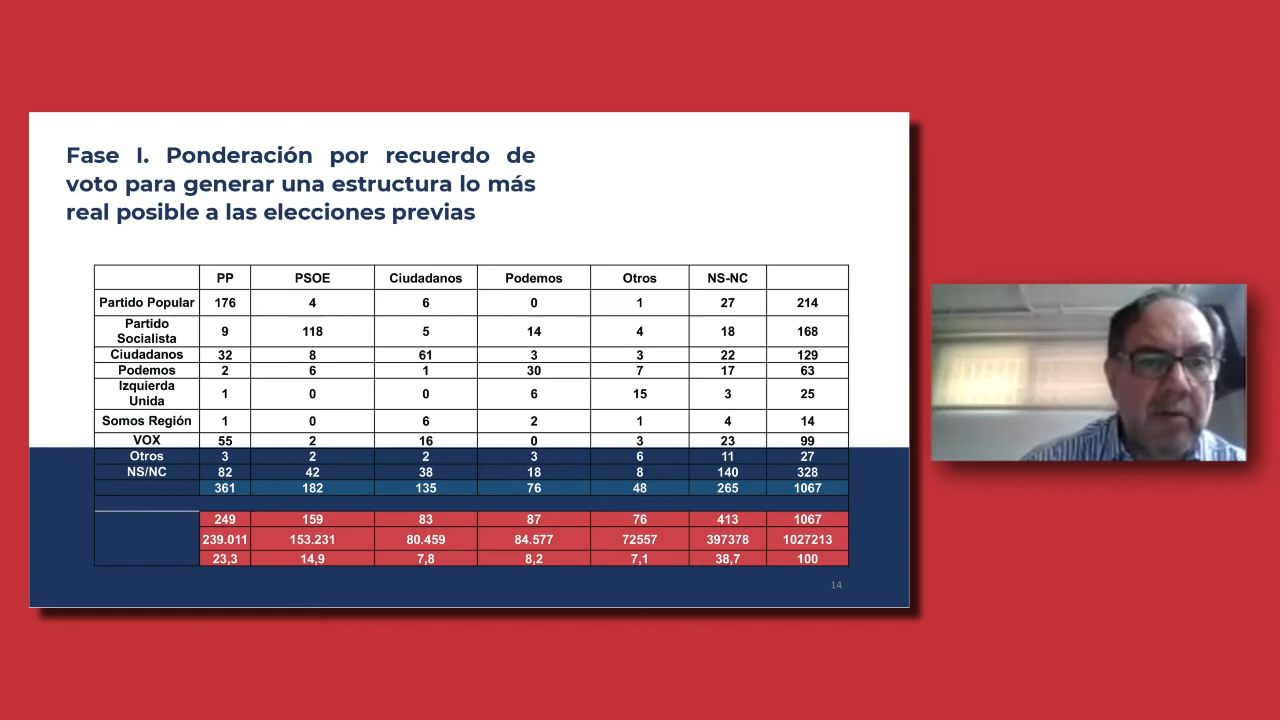 Fase I. Ponderación por recuerdo de
voto para generar una estructura lo más
real posible a las elecciones previas
PP PSOE Ciudadanos Podemos Otros NS-NC
Partido Popular 176 4 6 0 1 27 214
Partido
Socialista 9 118 5 14 4 18 168
Ciudadanos 32 8 61 3 3 22 129
Podemos 2 6 1 30 7 17 63
Izquierda
Unida 1 0 0 6 15 3 25
Somos Región 1 0 6 2 1 4 14
VOX 55 2 16 0 3 23 99
Otros 3 2 2 3 6 11 27
NS/NC 82 42 38 18 8 140 328
361 182 135 76 48 265 1067
249 159 83 87 76 413 1067
239.011 153.231 80.459 84.577 72557 397378 1027213
23,3 14,9 7,8 8,2 7,1 38,7 100
14